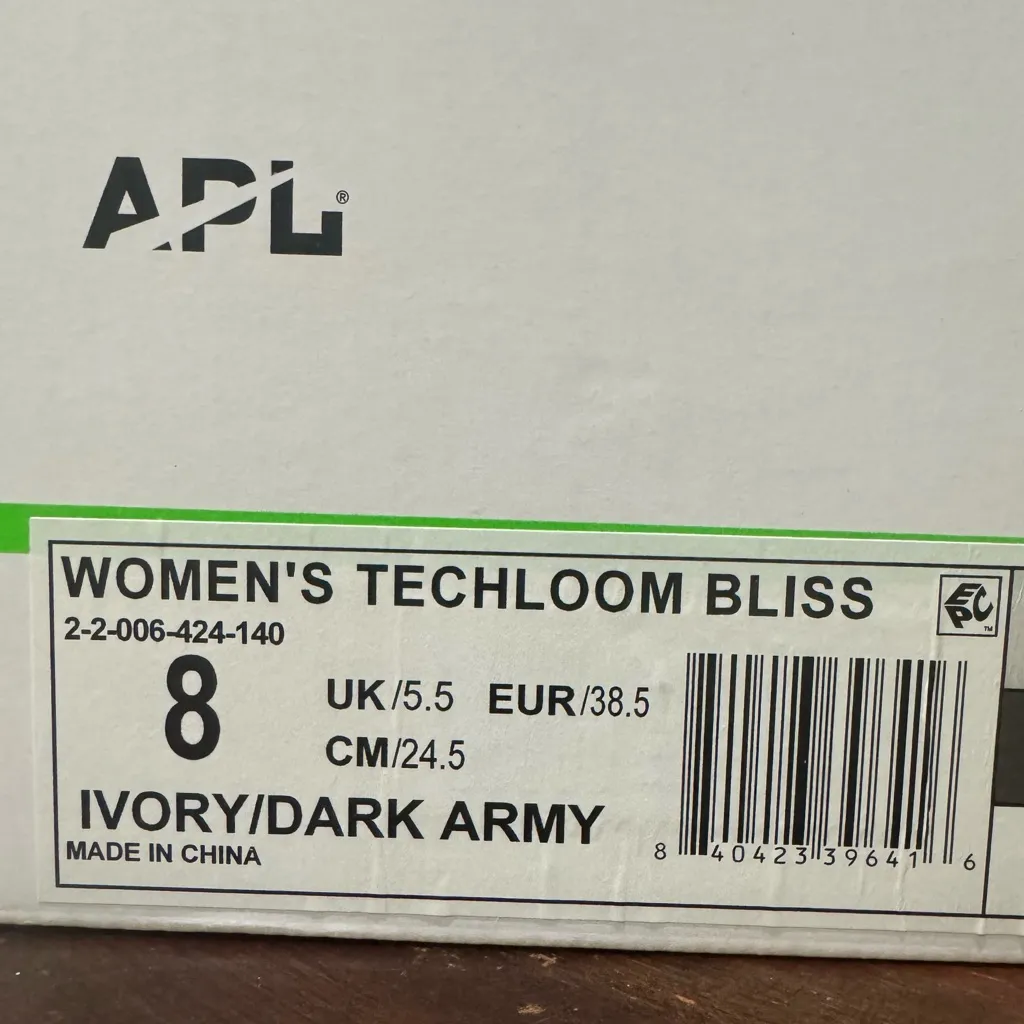 APL®
WOMEN'S TECHLOOM BLISS
EPC™
2-2-006-424-140
8
UK/5.5 EUR/38.5
CM/24.5
IVORY/DARK ARMY
MADE IN CHINA
8 40423 39641 6